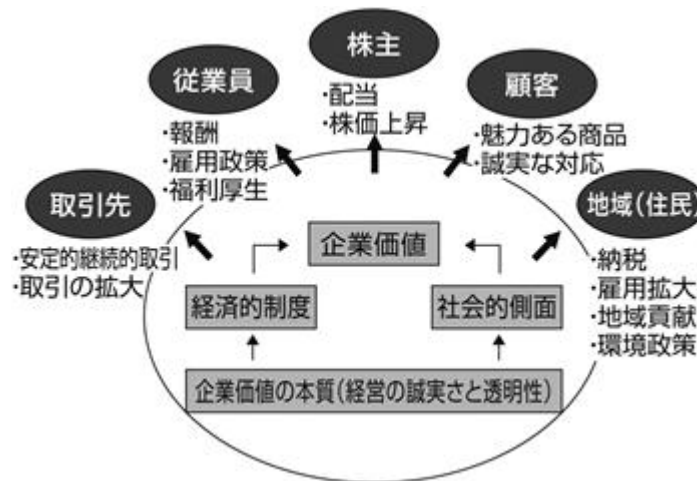 株主
・配当
・株価上昇
従業員
・報酬
・雇用政策
・福利厚生
顧客
・魅力ある商品
・誠実な対応
取引先
・安定的継続的取引
・取引の拡大
地域(住民)
・納税
・雇用拡大
・地域貢献
・環境政策
企業価値
経済的制度
社会的側面
企業価値の本質(経営の誠実さと透明性)